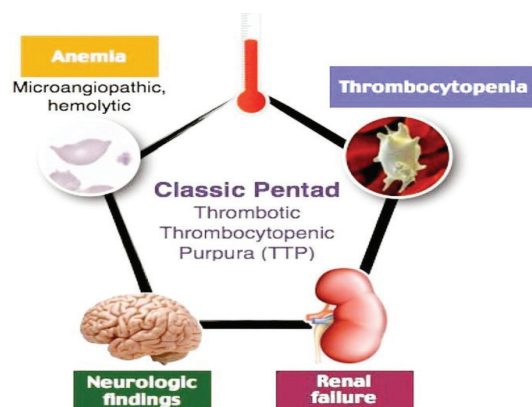 Anemia
Microangiopathic,
hemolytic
Thrombocytopenia
Classic Pentad
Thrombotic
Thrombocytopenic
Purpura (TTP)
Neurologic
findings
Renal
failure